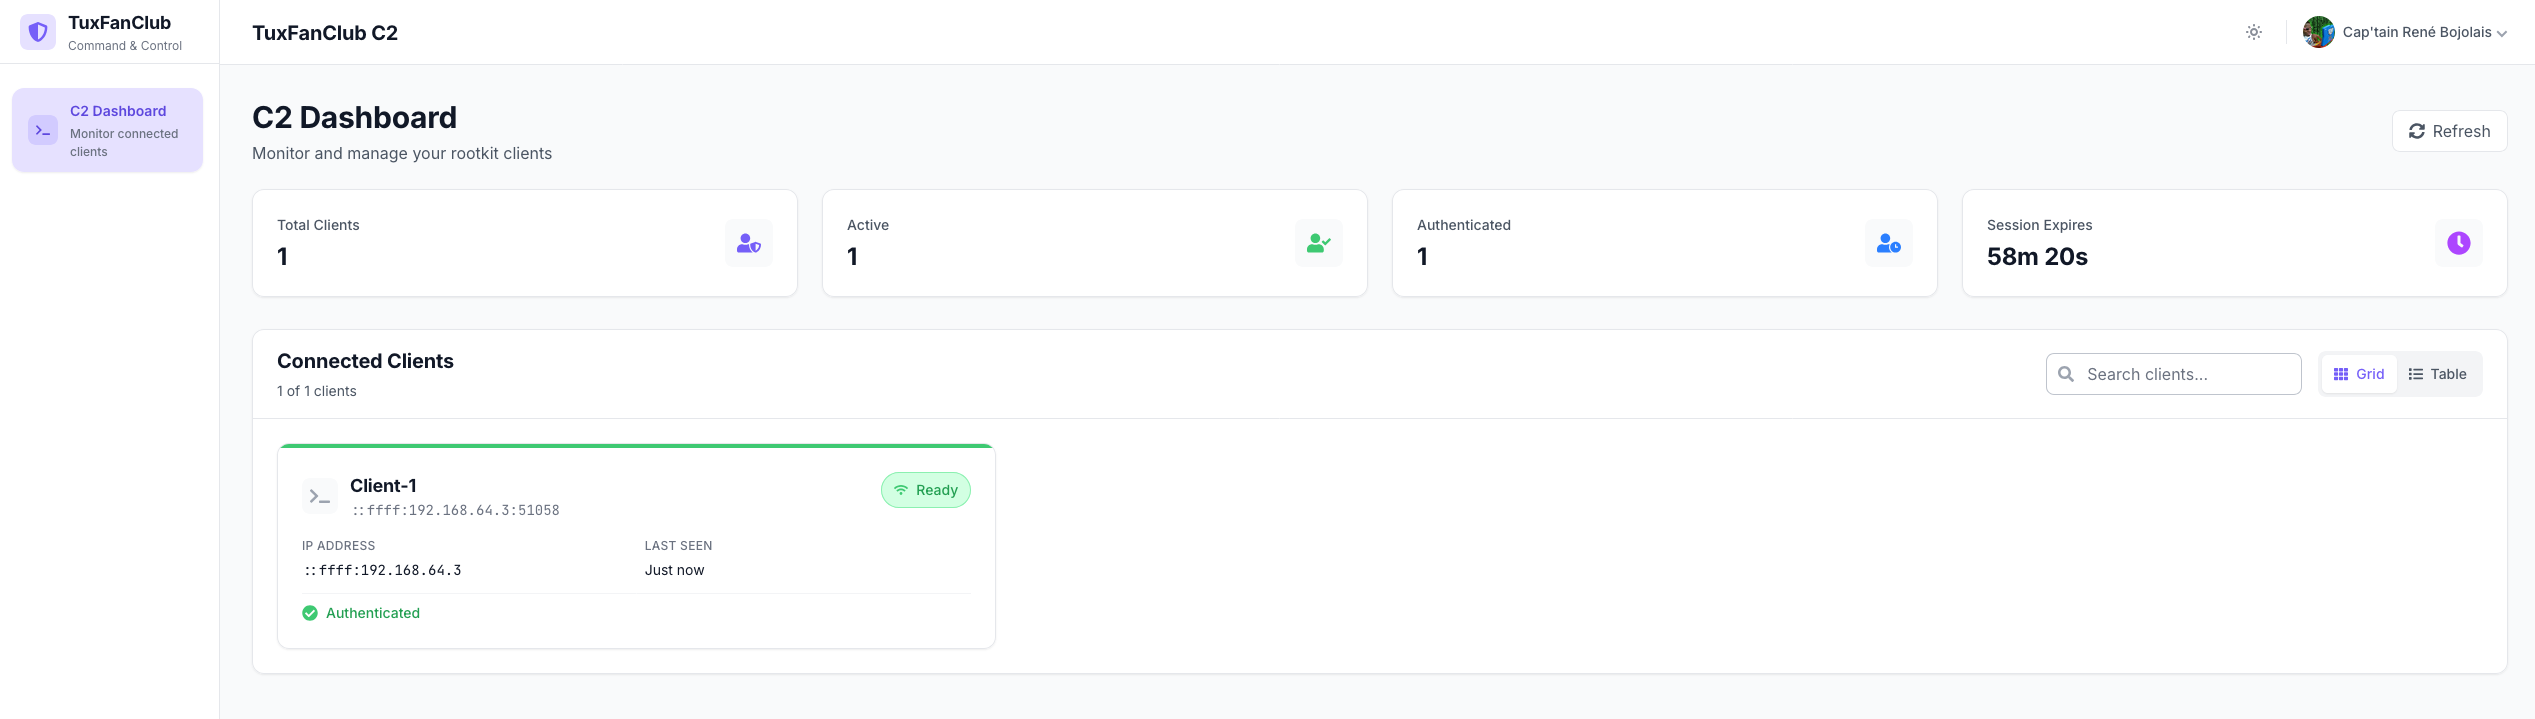 TuxFanClub
Command & Control
C2 Dashboard
Monitor connected
clients
TuxFanClub C2
Cap'tain René Bojolais
C2 Dashboard
Monitor and manage your rootkit clients
Refresh
Total Clients
1
Active
1
Authenticated
1
Session Expires
58m 20s
Connected Clients
1 of 1 clients
Search clients...
Grid
Table
Client-1
::ffff:192.168.64.3:51058
Ready
IP ADDRESS
::ffff:192.168.64.3
LAST SEEN
Just now
Authenticated